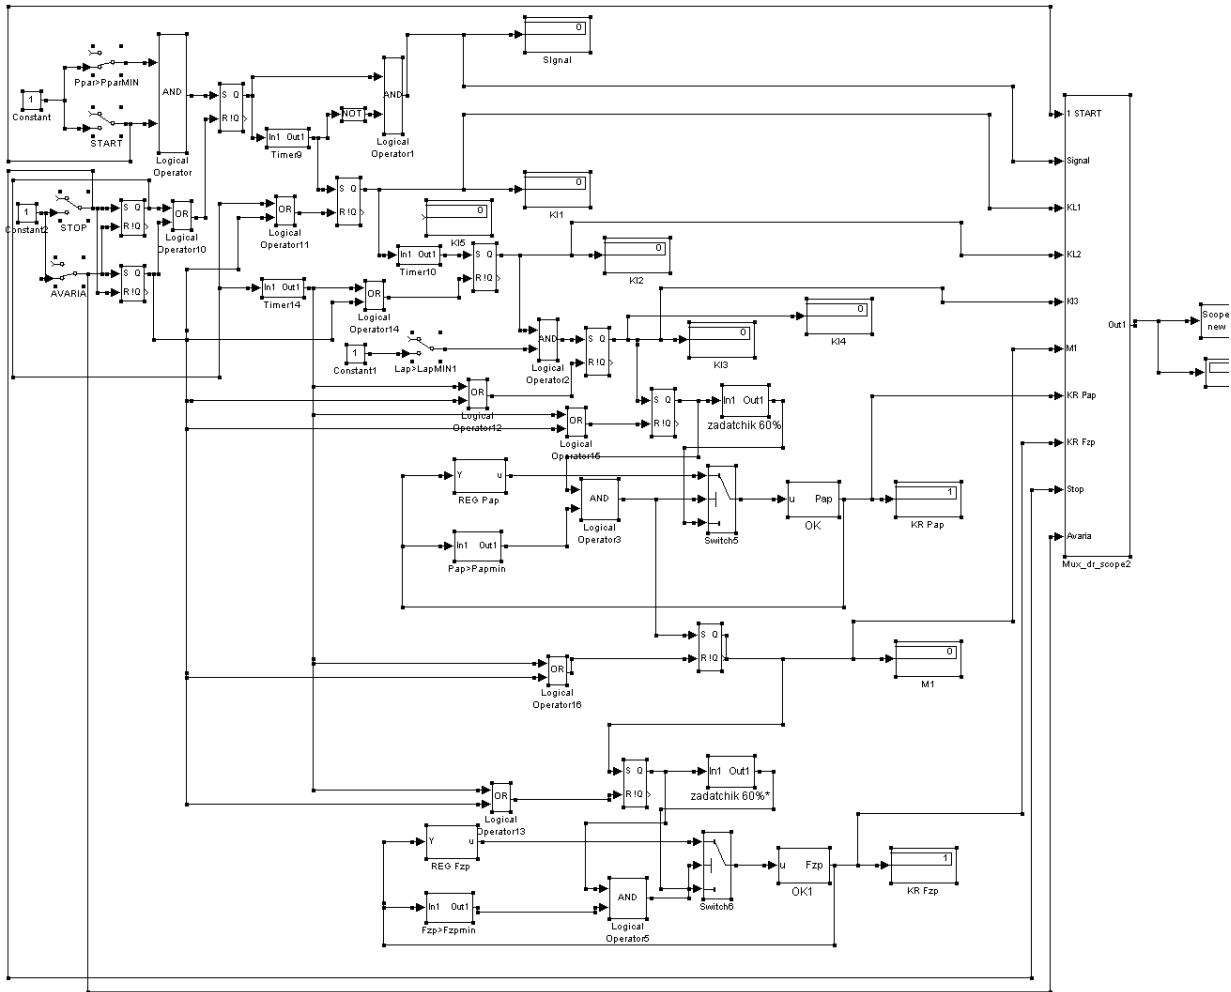 0
SIgnal
Ppar>PparMIN
1
Constant
START
AND
Logical
Operator
S Q
R !Q
NOT
AND
Logical
Operator1
In1 Out1
Timer9
1 START
Signal
KL1
KL2
KI3
M1
KR Pap
KR Fzp
Stop
Avaria
Out1
Mux_dr_scope2
Scope
new
1
Constant2
STOP
AVARIA
S Q
R !Q
S Q
R !Q
OR
Logical
Operator10
OR
Logical
Operator11
S Q
R !Q
0
KI1
0
KI5
In1 Out1
Timer10
S Q
R !Q
0
KI2
In1 Out1
Timer14
OR
Logical
Operator14
1
Constant1
Lap>LapMIN1
AND
Logical
Operator2
S Q
R !Q
0
KI3
0
KI4
OR
Logical
Operator12
OR
Logical
Operator15
S Q
R !Q
In1 Out1
zadatchik 60%
Y u
REG Pap
AND
Logical
Operator3
In1 Out1
Pap>Papmin
Switch5
u Pap
OK
1
KR Pap
S Q
R !Q
OR
Logical
Operator16
0
M1
S Q
R !Q
In1 Out1
zadatchik 60%*
OR
Logical
Operator13
Y u
REG Fzp
In1 Out1
Fzp>Fzpmin
AND
Logical
Operator5
Switch6
u Fzp
OK1
1
KR Fzp